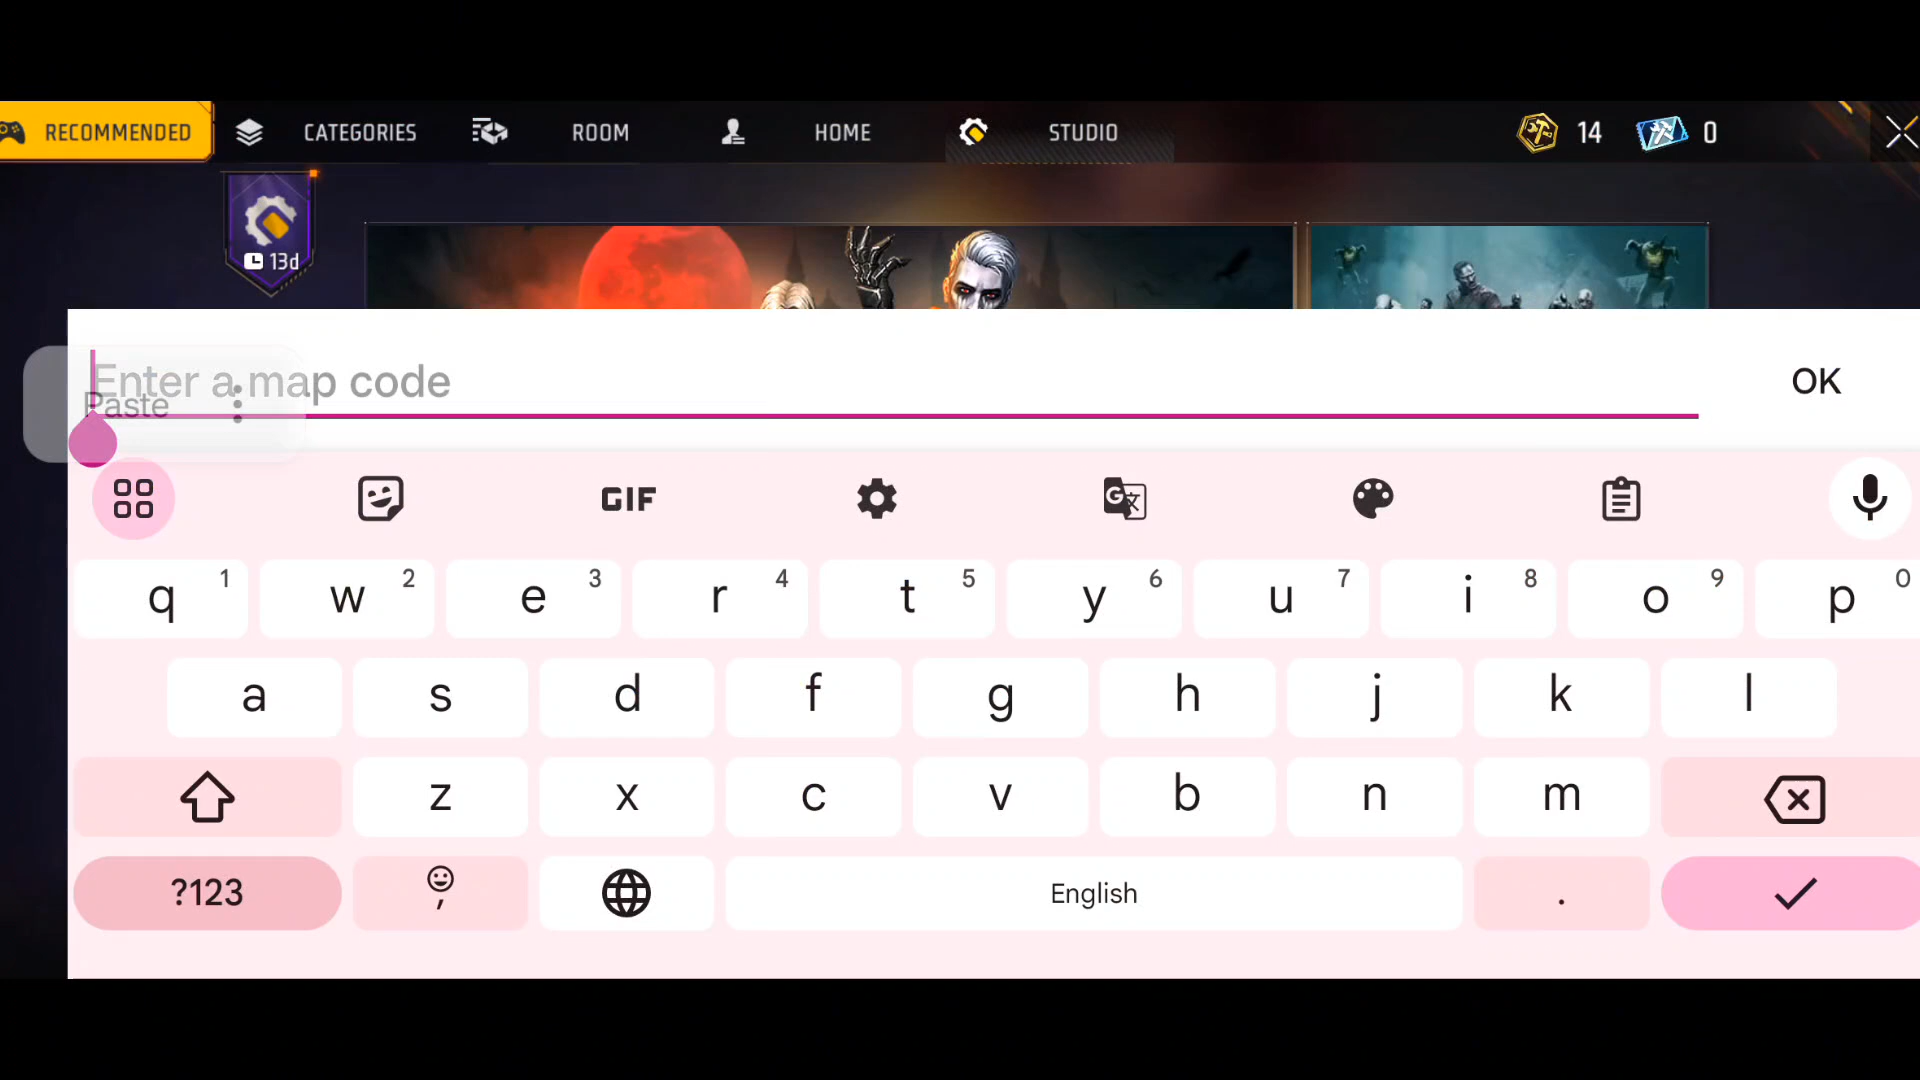 RECOMMENDED CATEGORIES ROOM HOME STUDIO 14 0
13d
Enter a map code OK
Paste
GIF
q 1 w 2 e 3 r 4 t 5 y 6 u 7 i 8 o 9 p 0
a s d f g h j k l
z x c v b n m
?123 , English .